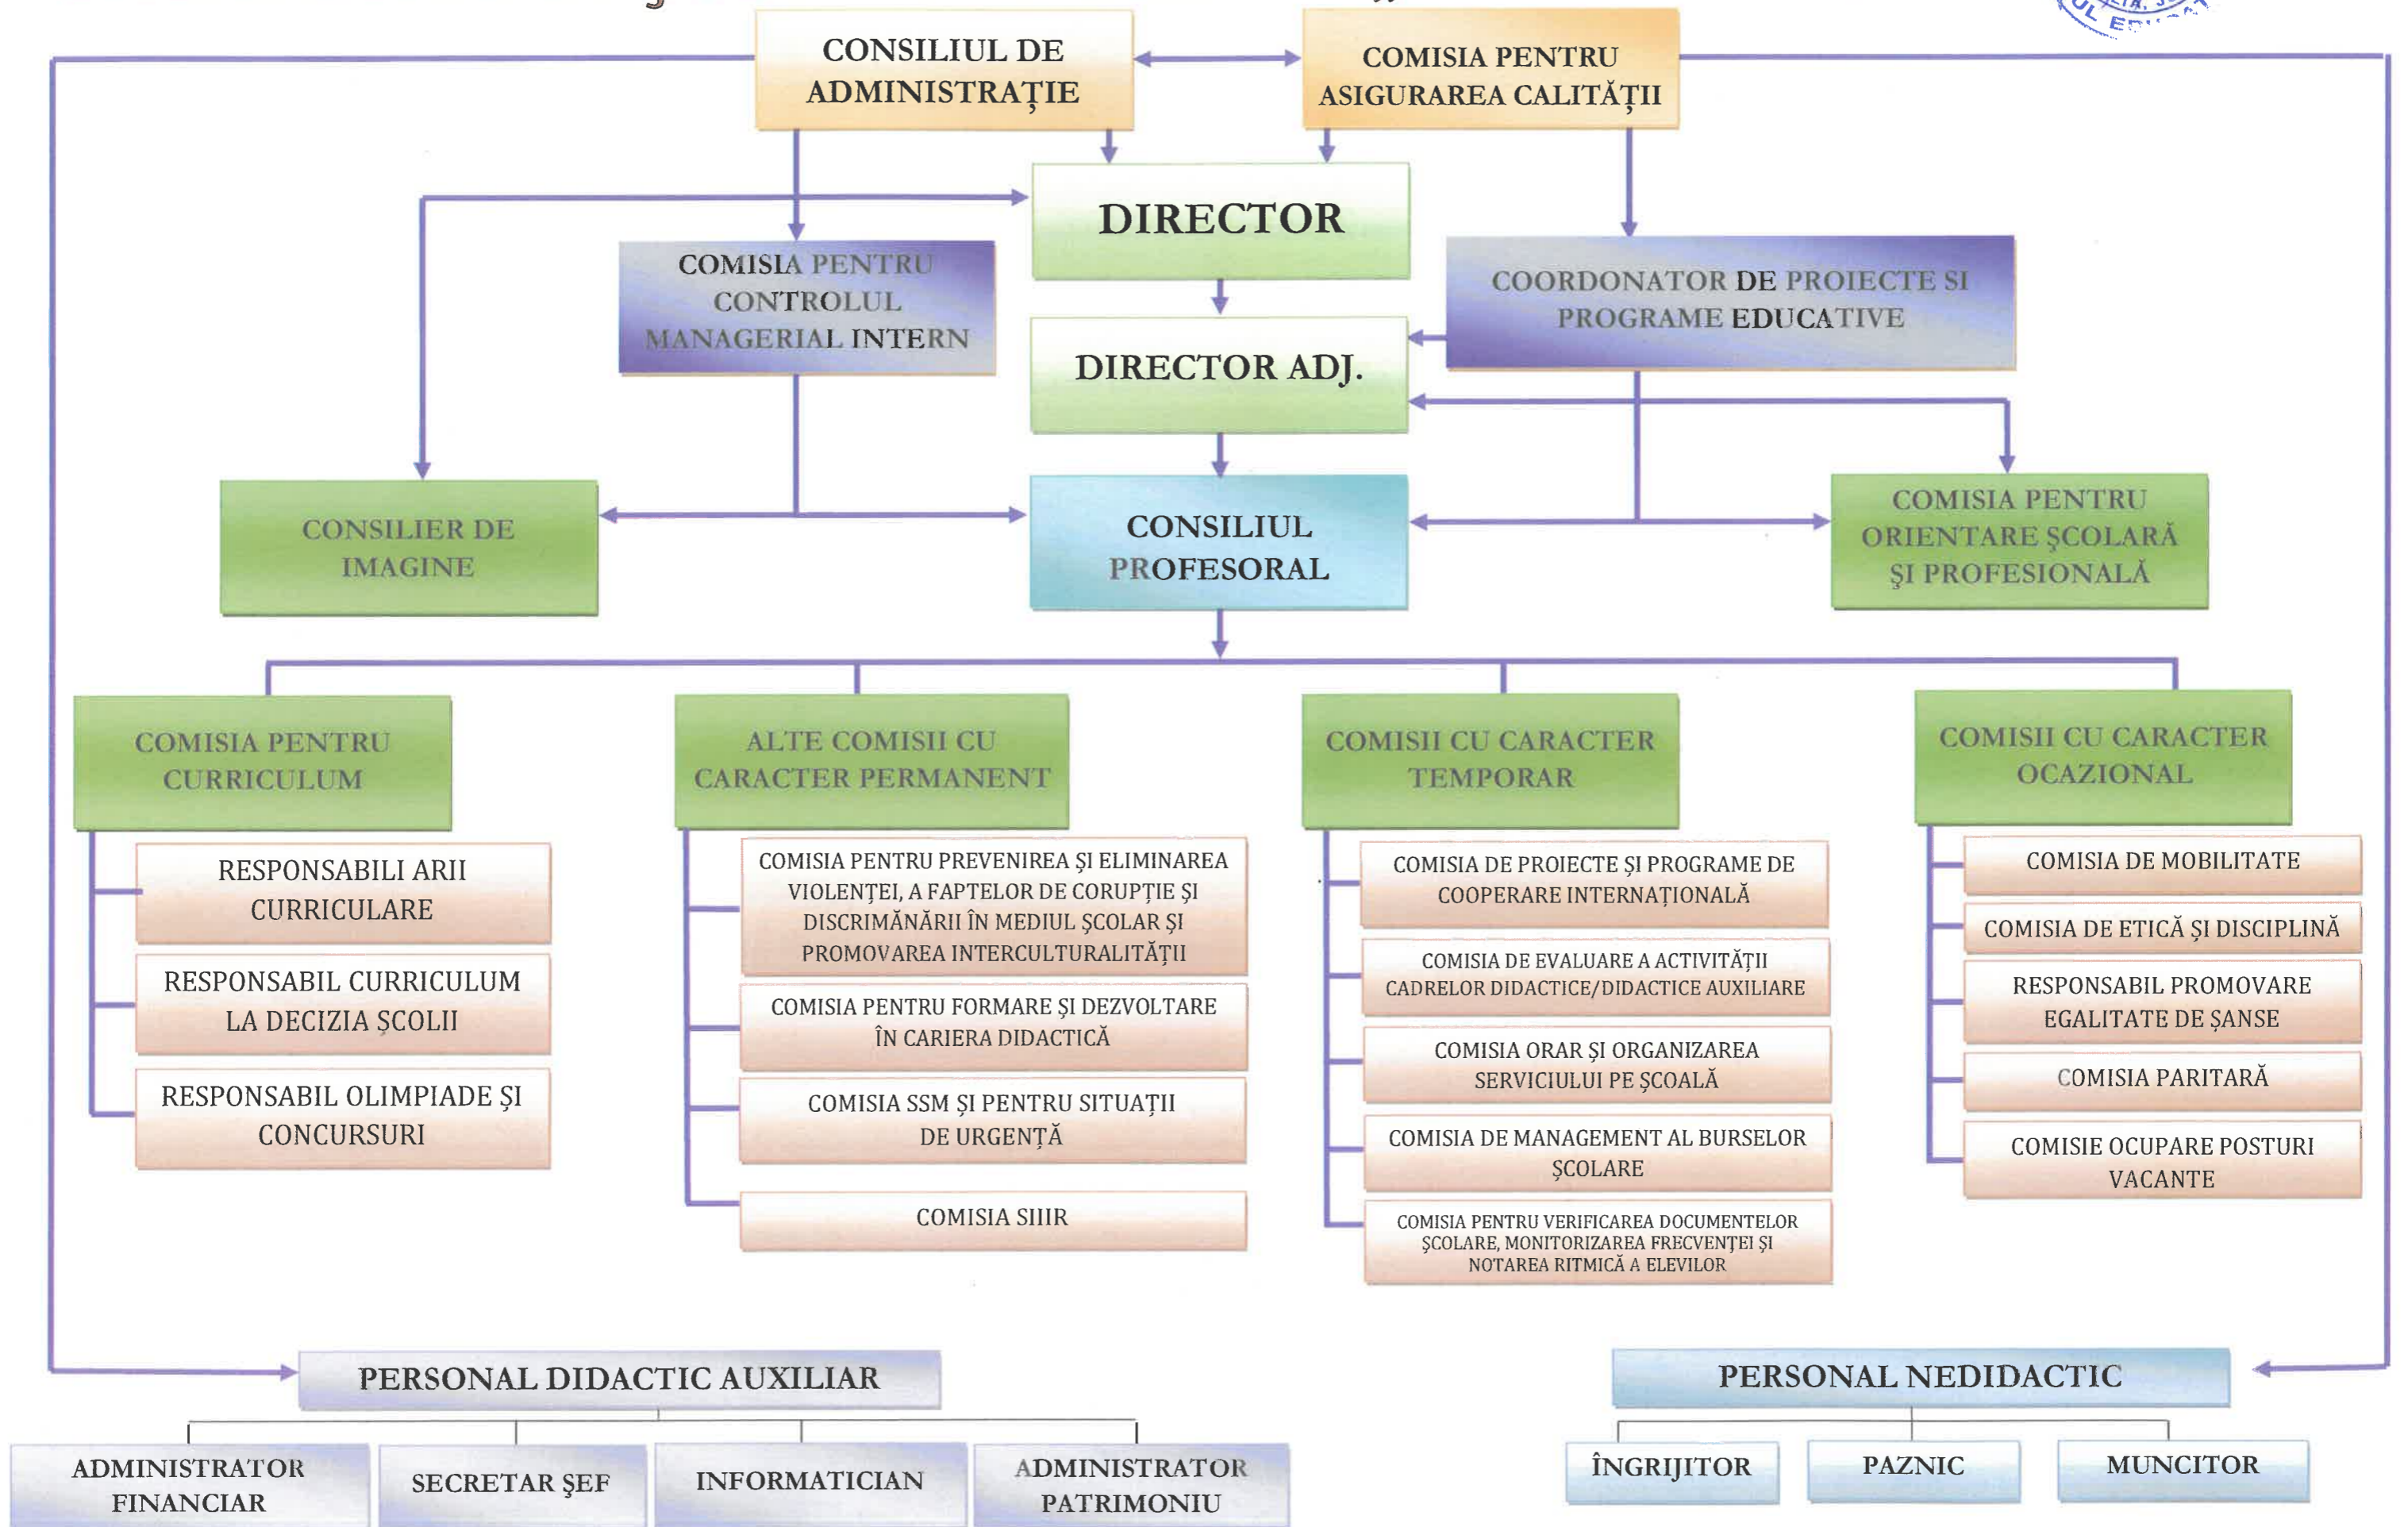 CONSILIUL DE
ADMINISTRAȚIE
COMISIA PENTRU
ASIGURAREA CALITĂȚII
DIRECTOR
COMISIA PENTRU
CONTROLUL
MANAGERIAL INTERN
COORDONATOR DE PROIECTE SI
PROGRAME EDUCATIVE
DIRECTOR ADJ.
CONSILIER DE
IMAGINE
CONSILIUL
PROFESORAL
COMISIA PENTRU
ORIENTARE ŞCOLARĂ
ŞI PROFESIONALĂ
COMISIA PENTRU
CURRICULUM
ALTE COMISII CU
CARACTER PERMANENT
COMISII CU CARACTER
TEMPORAR
COMISII CU CARACTER
OCAZIONAL
RESPONSABILI ARII
CURRICULARE
RESPONSABIL CURRICULUM
LA DECIZIA ȘCOLII
RESPONSABIL OLIMPIADE ȘI
CONCURSURI
COMISIA PENTRU PREVENIREA ȘI ELIMINAREA
VIOLENȚEI, A FAPTELOR DE CORUPȚIE ȘI
DISCRIMĂNĂRII ÎN MEDIUL ŞCOLAR ŞI
PROMOVAREA INTERCULTURALITĂȚII
COMISIA PENTRU FORMARE ȘI DEZVOLTARE
ÎN CARIERA DIDACTICĂ
COMISIA SSM ȘI PENTRU SITUAȚII
DE URGENȚĂ
COMISIA SIIIR
COMISIA DE PROIECTE ȘI PROGRAME DE
COOPERARE INTERNAȚIONALĂ
COMISIA DE EVALUARE A ACTIVITĂȚII
CADRELOR DIDACTICE/DIDACTICE AUXILIARE
COMISIA ORAR ȘI ORGANIZAREA
SERVICIULUI PE ŞCOALĂ
COMISIA DE MANAGEMENT AL BURSELOR
ȘCOLARE
COMISIA PENTRU VERIFICAREA DOCUMENTELOR
ŞCOLARE, MONITORIZAREA FRECVENȚEI ȘI
NOTAREA RITMICĂ A ELEVILOR
COMISIA DE MOBILITATE
COMISIA DE ETICĂ ȘI DISCIPLINĂ
RESPONSABIL PROMOVARE
EGALITATE DE ȘANSE
COMISIA PARITARĂ
COMISIE OCUPARE POSTURI
VACANTE
PERSONAL DIDACTIC AUXILIAR
PERSONAL NEDIDACTIC
ADMINISTRATOR
FINANCIAR
SECRETAR ŞEF
INFORMATICIAN
ADMINISTRATOR
PATRIMONIU
ÎNGRIJITOR
PAZNIC
MUNCITOR